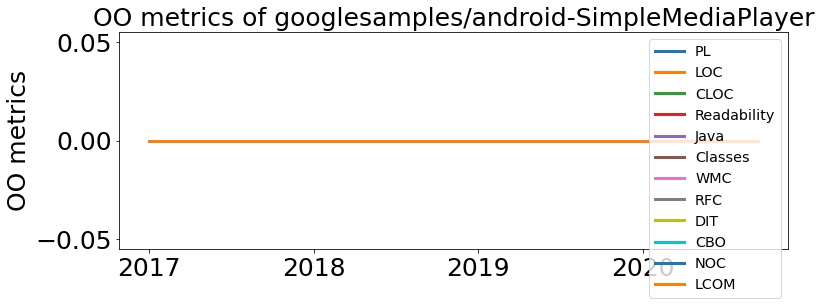 OO metrics of googlesamples/android-SimpleMediaPlayer
OO metrics
0.05
0.00
−0.05
2017 2018 2019 2020
PL
LOC
CLOC
Readability
Java
Classes
WMC
RFC
DIT
CBO
NOC
LCOM